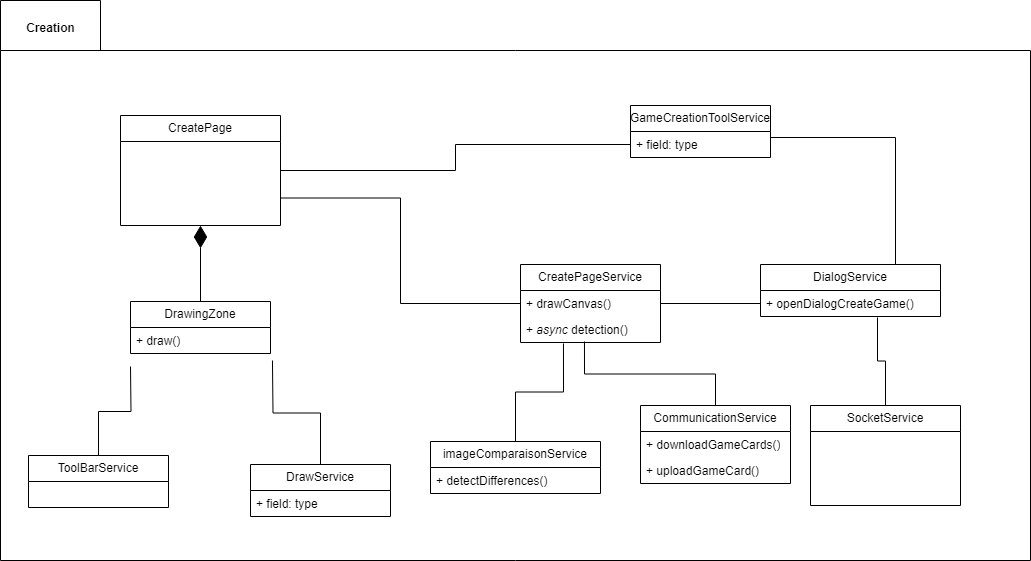 Creation
CreatePage
GameCreationToolService
+ field: type
CreatePageService
+ drawCanvas()
+ async detection()
DialogService
+ openDialogCreateGame()
DrawingZone
+ draw()
ToolBarService
DrawService
+ field: type
imageComparaisonService
+ detectDifferences()
CommunicationService
+ downloadGameCards()
+ uploadGameCard()
SocketService